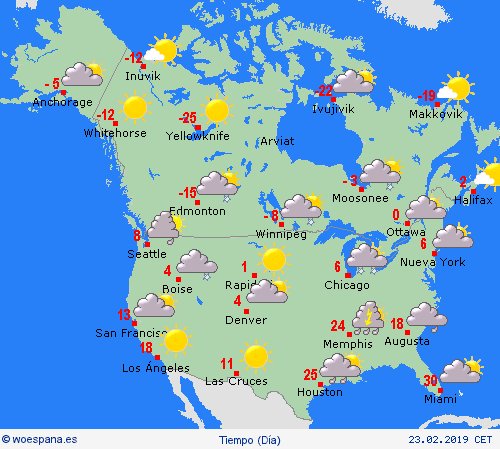 -12
Inuvik
-5
Anchorage
-12
Whitehorse
-25
Yellowknife
Arviat
-22
Ivujivik
-19
Makkovik
-15
Edmonton
-8
Winnipeg
-3
Moosonee
2
Halifax
0
Ottawa
8
Seattle
6
Nueva York
4
Boise
1
Rapid
6
Chicago
4
Denver
13
San Francisc
24
Memphis
18
Augusta
18
Los Ángeles
11
Las Cruces
25
Houston
30
Miami
© woespana.es
Tiempo (Día)
23.02.2019 CET